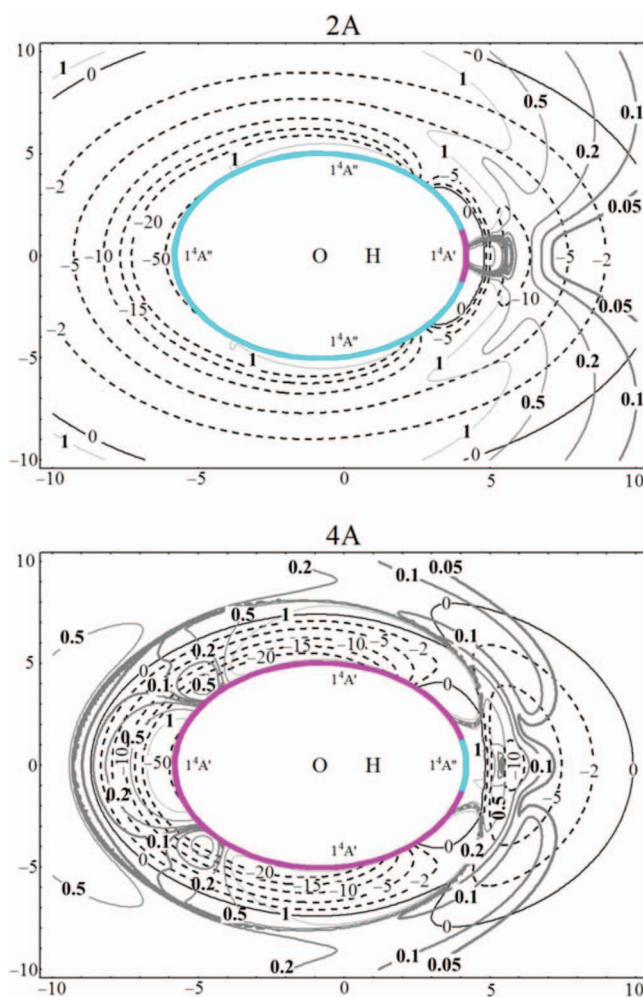 2A
10
1 0 0 1
0.5 0.1
5
1 1 0.2
1⁴A" −5 0.05
−2 −20 0 −2
0 −5 −10 −50 1⁴A" O H 1⁴A' −5 −2
−15 0 −10 0.05
−2 1⁴A" −5
−5 1 1 0.2
0.5 0.1
−10 1 0 0 1
−10 −5 0 5 10
4A
10
0.2 0.1 0.05
0.5 0.5 1 0
5 0.2 −20 −15 −10 −5 −2 0.1
0 0.1 0.5 1⁴A' 0
1 0.5 1
0 −10 −50 1⁴A' O H 1⁴A" 0.5 −10 0.1 −2 0
0.2 −5
0 1⁴A' 0 0.2
−5 0.2 −20 −15 −10 −5 −2 0.1
0.5 0.5 1 0
0.2 0.1 0.05
−10
−10 −5 0 5 10